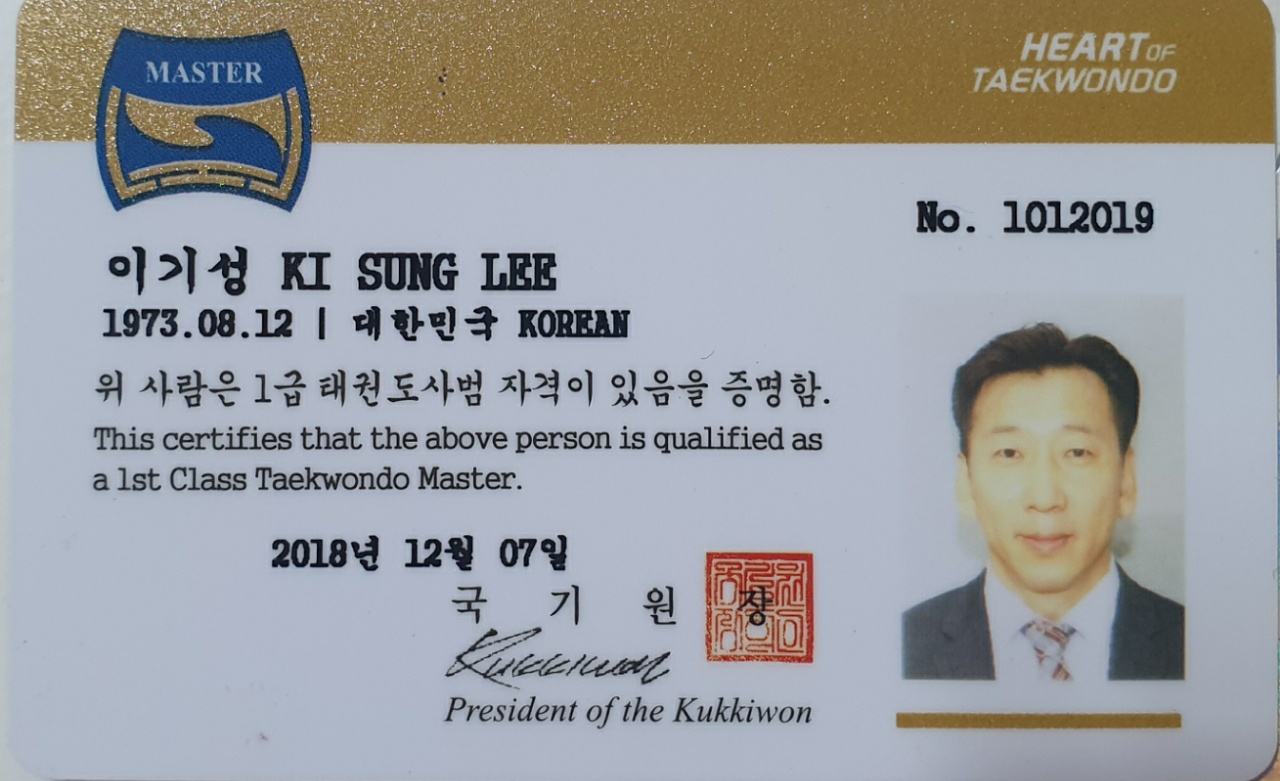 MASTER
HEART OF
TAEKWONDO
No. 1012019
이기성 KI SUNG LEE
1973.08.12 | 대한민국 KOREAN
위 사람은 1급 태권도사범 자격이 있음을 증명함.
This certifies that the above person is qualified as
a 1st Class Taekwondo Master.
2018년 12월 07일
국 기 원 장
Kukkiwon
President of the Kukkiwon